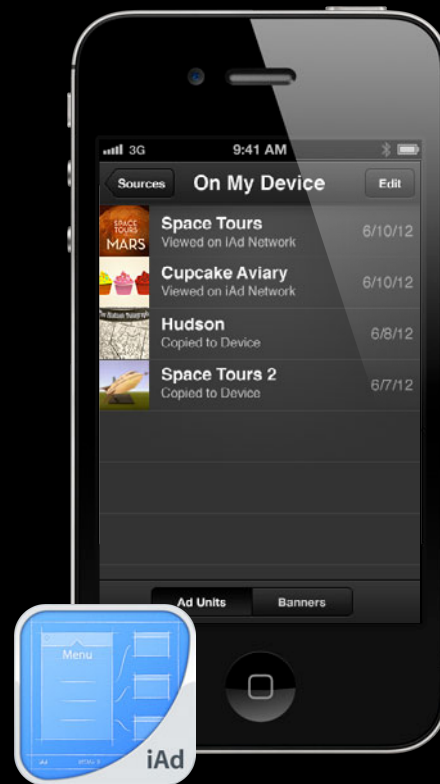 3G 9:41 AM
Sources On My Device Edit
SPACE
TOURS
MARS
Space Tours 6/10/12
Viewed on iAd Network
Cupcake Aviary 6/10/12
Viewed on iAd Network
Hudson 6/8/12
Copied to Device
Space Tours 2 6/7/12
Copied to Device
Ad Units Banners
Menu
iAd